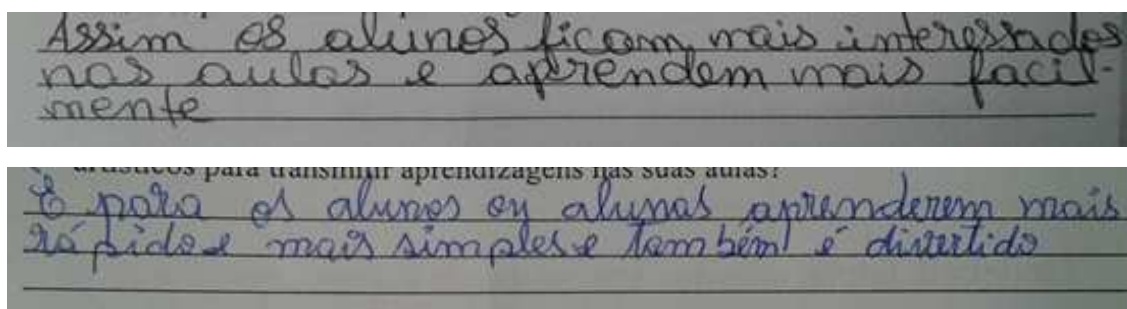 Assim os alunos ficam mais interessados
nas aulas e aprendem mais facil-
mente
artísticos para transmitir aprendizagens nas suas aulas?
É para os alunos ou alunas aprenderem mais
rápido e mais simples e também é divertido